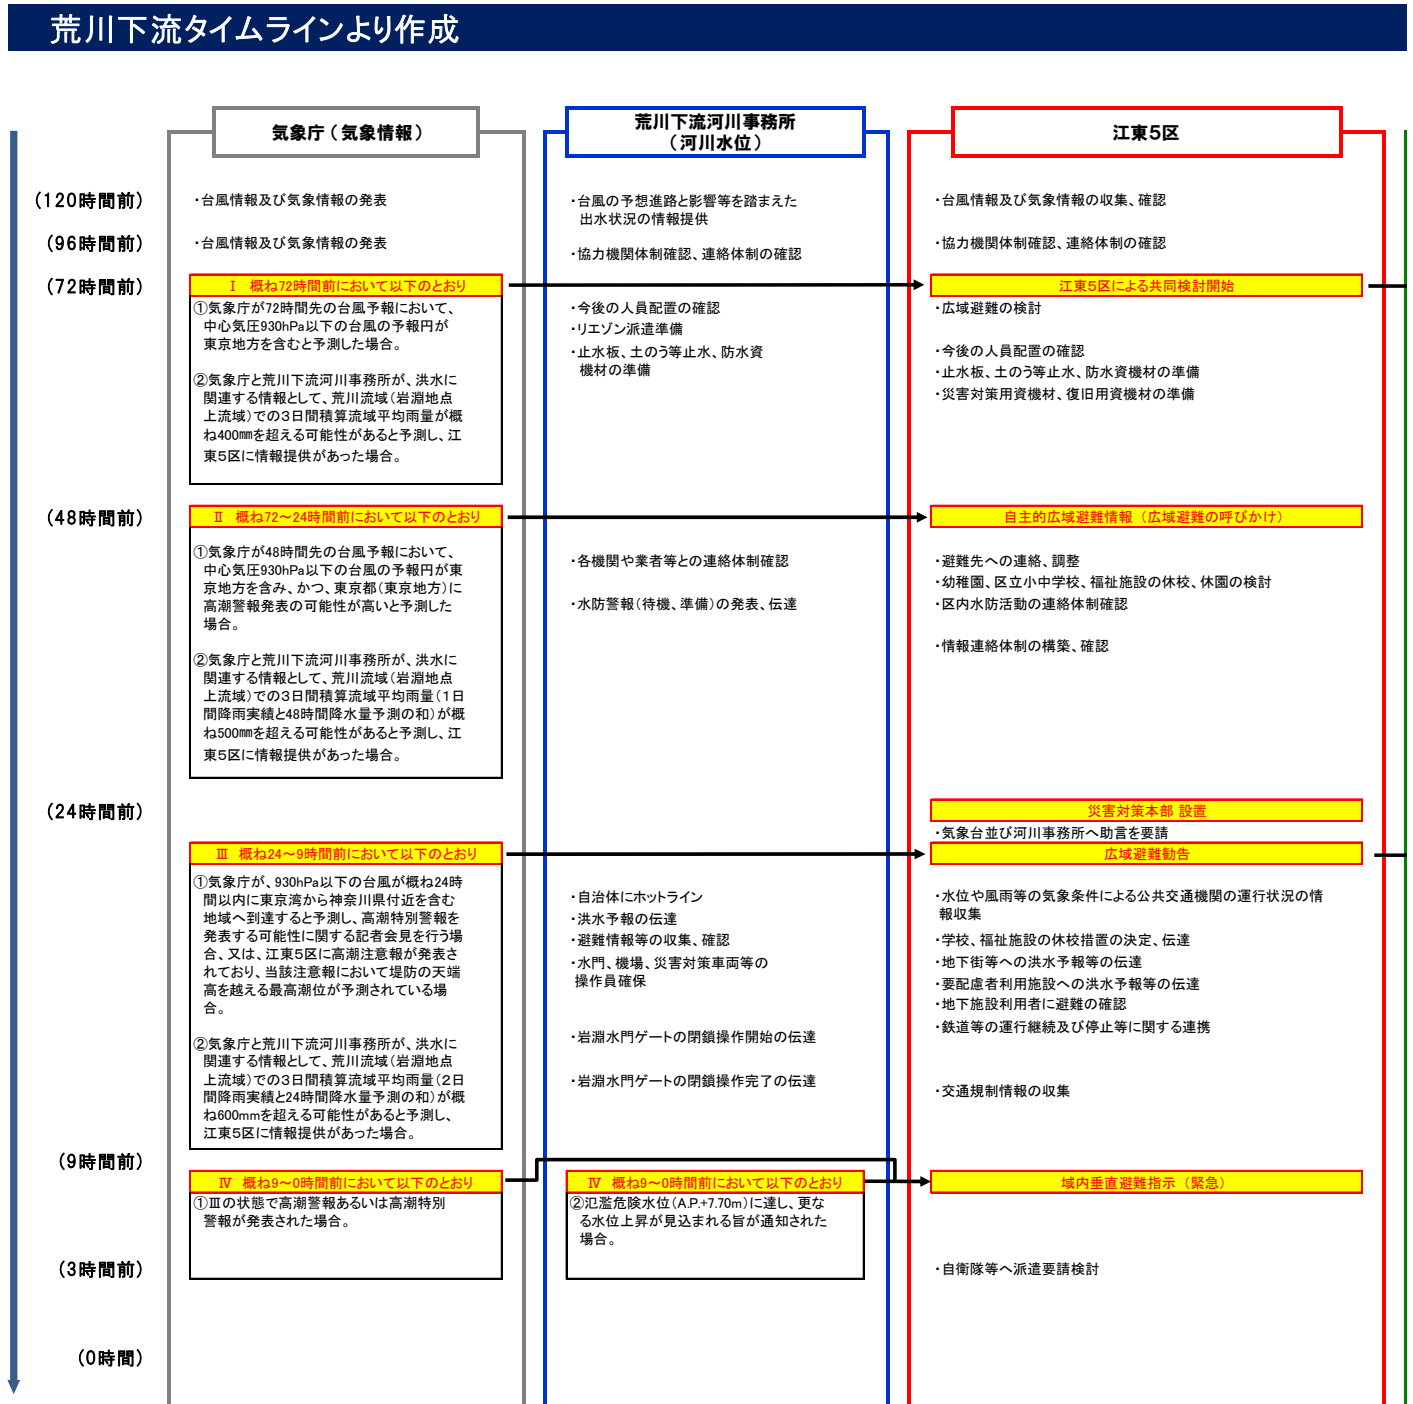 荒川下流タイムラインより作成
気象庁（気象情報）
荒川下流河川事務所
（河川水位）
江東５区
（120時間前）
・台風情報及び気象情報の発表
・台風の予想進路と影響等を踏まえた
出水状況の情報提供
・台風情報及び気象情報の収集、確認
（96時間前）
・台風情報及び気象情報の発表
・協力機関体制確認、連絡体制の確認
・協力機関体制確認、連絡体制の確認
（72時間前）
Ⅰ　概ね72時間前において以下のとおり
①気象庁が72時間先の台風予報において、
中心気圧930hPa以下の台風の予報円が
東京地方を含むと予測した場合。
②気象庁と荒川下流河川事務所が、洪水に
関連する情報として、荒川流域（岩淵地点
上流域）での３日間積算流域平均雨量が概
ね400㎜を超える可能性があると予測し、江
東５区に情報提供があった場合。
・今後の人員配置の確認
・リエゾン派遣準備
・止水板、土のう等止水、防水資
機材の準備
江東５区による共同検討開始
・広域避難の検討
・今後の人員配置の確認
・止水板、土のう等止水、防水資機材の準備
・災害対策用資機材、復旧用資機材の準備
（48時間前）
Ⅱ　概ね72～24時間前において以下のとおり
①気象庁が48時間先の台風予報において、
中心気圧930hPa以下の台風の予報円が東
京地方を含み、かつ、東京都（東京地方）に
高潮警報発表の可能性が高いと予測した
場合。
②気象庁と荒川下流河川事務所が、洪水に
関連する情報として、荒川流域（岩淵地点
上流域）での３日間積算流域平均雨量（１日
間降雨実績と48時間降水量予測の和）が概
ね500㎜を超える可能性があると予測し、江
東５区に情報提供があった場合。
・各機関や業者等との連絡体制確認
・水防警報（待機、準備）の発表、伝達
自主的広域避難情報（広域避難の呼びかけ）
・避難先への連絡、調整
・幼稚園、区立小中学校、福祉施設の休校、休園の検討
・区内水防活動の連絡体制確認
・情報連絡体制の構築、確認
（24時間前）
災害対策本部 設置
・気象台並び河川事務所へ助言を要請
Ⅲ　概ね24～9時間前において以下のとおり
①気象庁が、930hPa以下の台風が概ね24時
間以内に東京湾から神奈川県付近を含む
地域へ到達すると予測し、高潮特別警報を
発表する可能性に関する記者会見を行う場
合、又は、江東５区に高潮注意報が発表さ
れており、当該注意報において堤防の天端
高を越える最高潮位が予測されている場
合。
②気象庁と荒川下流河川事務所が、洪水に
関連する情報として、荒川流域（岩淵地点
上流域）での３日間積算流域平均雨量（２日
間降雨実績と24時間降水量予測の和）が概
ね600mmを超える可能性があると予測し、
江東５区に情報提供があった場合。
・自治体にホットライン
・洪水予報の伝達
・避難情報等の収集、確認
・水門、機場、災害対策車両等の
操作員確保
・岩淵水門ゲートの閉鎖操作開始の伝達
・岩淵水門ゲートの閉鎖操作完了の伝達
広域避難勧告
・水位や風雨等の気象条件による公共交通機関の運行状況の情
報収集
・学校、福祉施設の休校措置の決定、伝達
・地下街等への洪水予報等の伝達
・要配慮者利用施設への洪水予報等の伝達
・地下施設利用者に避難の確認
・鉄道等の運行継続及び停止等に関する連携
・交通規制情報の収集
（9時間前）
Ⅳ　概ね9～0時間前において以下のとおり
①Ⅲの状態で高潮警報あるいは高潮特別
警報が発表された場合。
Ⅳ　概ね9～0時間前において以下のとおり
②氾濫危険水位（A.P.+7.70m）に達し、更な
る水位上昇が見込まれる旨が通知された
場合。
域内垂直避難指示（緊急）
（3時間前）
・自衛隊等へ派遣要請検討
（0時間）